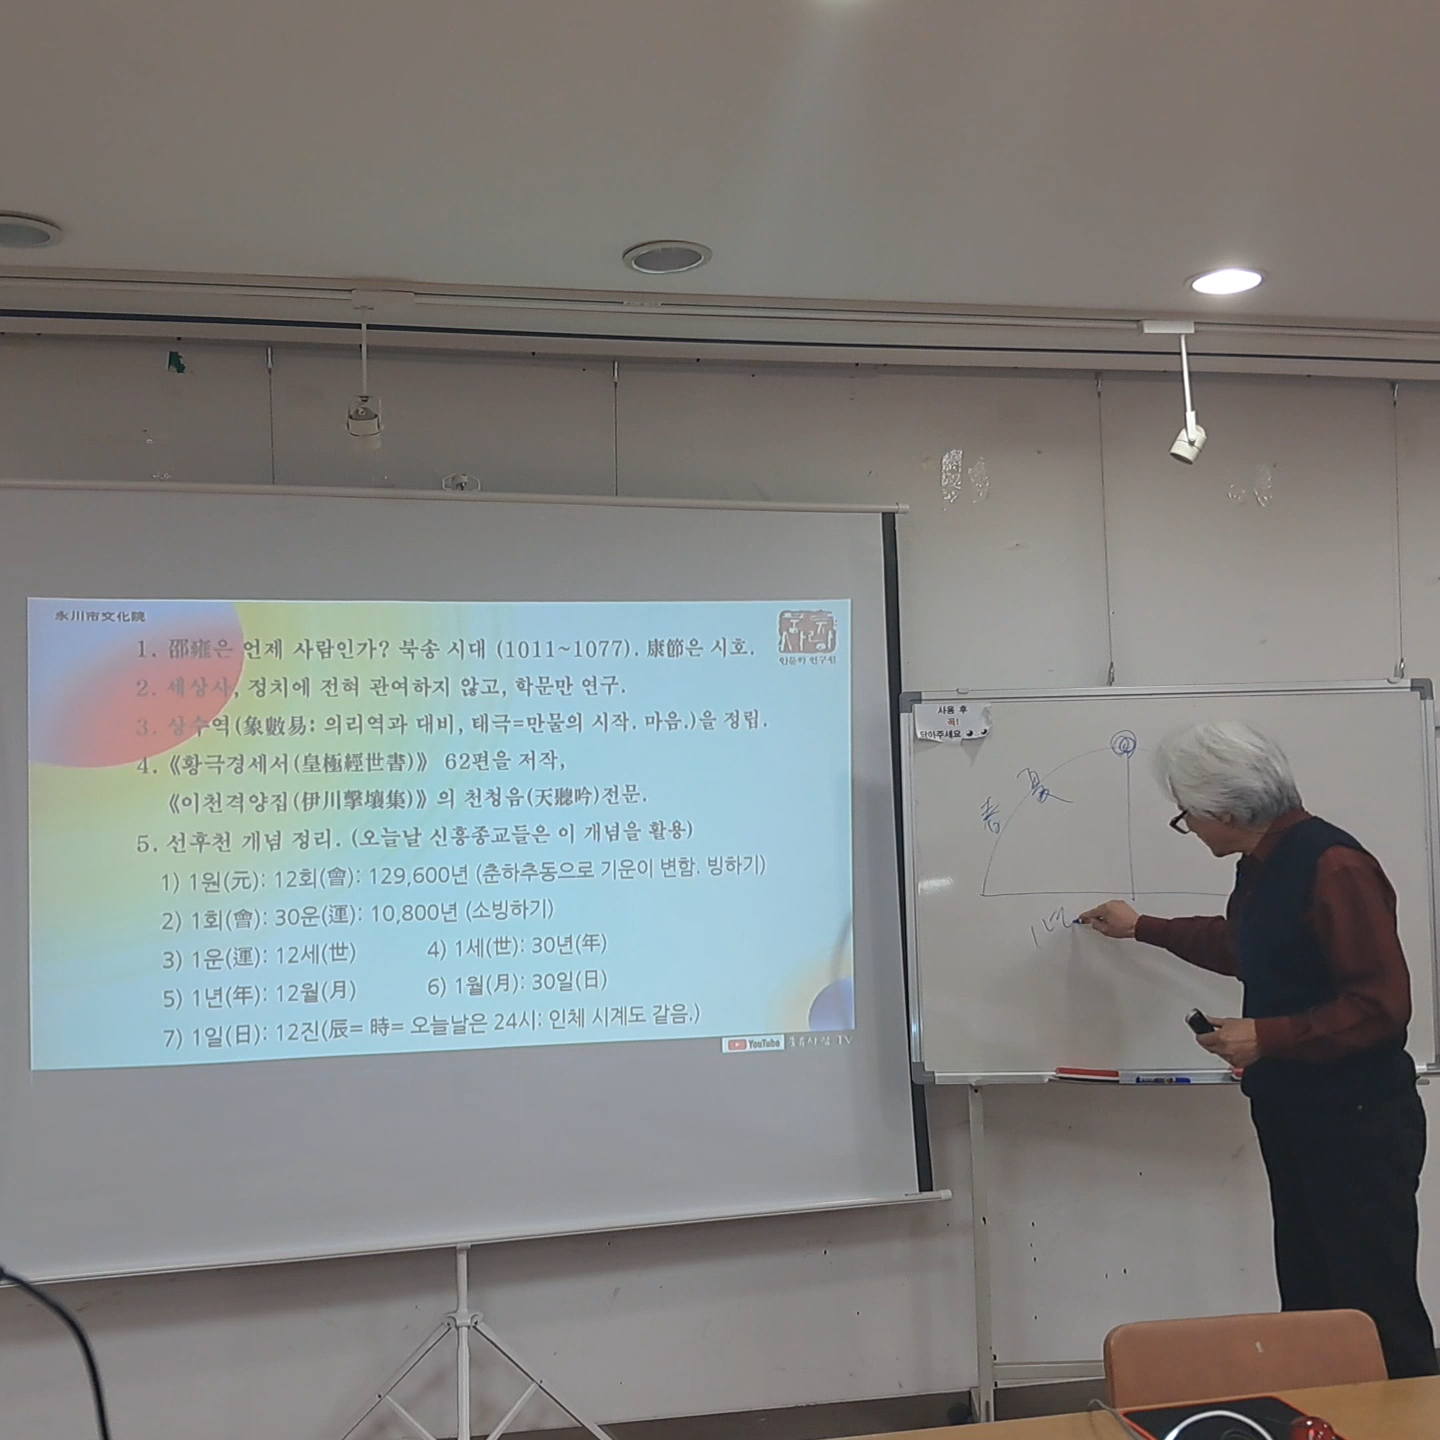 永川市文化院
1. 邵雍은 언제 사람인가? 북송 시대 (1011~1077). 康節은 시호.
2. 세상사, 정치에 전혀 관여하지 않고, 학문만 연구.
3. 상수역(象數易: 의리역과 대비, 태극=만물의 시작. 마음.)을 정립.
4. 《황극경세서(皇極經世書)》 62편을 저작,
《이천격양집(伊川擊壤集)》의 천청음(天聽吟)전문.
5. 선후천 개념 정리. (오늘날 신흥종교들은 이 개념을 활용)
1) 1원(元): 12회(會): 129,600년 (춘하추동으로 기운이 변함. 빙하기)
2) 1회(會): 30운(運): 10,800년 (소빙하기)
3) 1운(運): 12세(世) 4) 1세(世): 30년(年)
5) 1년(年): 12월(月) 6) 1월(月): 30일(日)
7) 1일(日): 12진(辰= 時= 오늘날은 24시: 인체 시계도 같음.)
사랑
인문학 연구원
YouTube TV
사용 후
꼭!
닫아주세요
春
夏